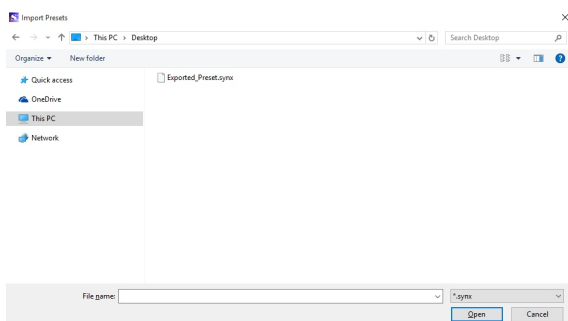 Import Presets
This PC > Desktop
Search Desktop
Organize
New folder
Quick access
OneDrive
This PC
Network
Exported_Preset.synx
File name:
*.synx
Open
Cancel